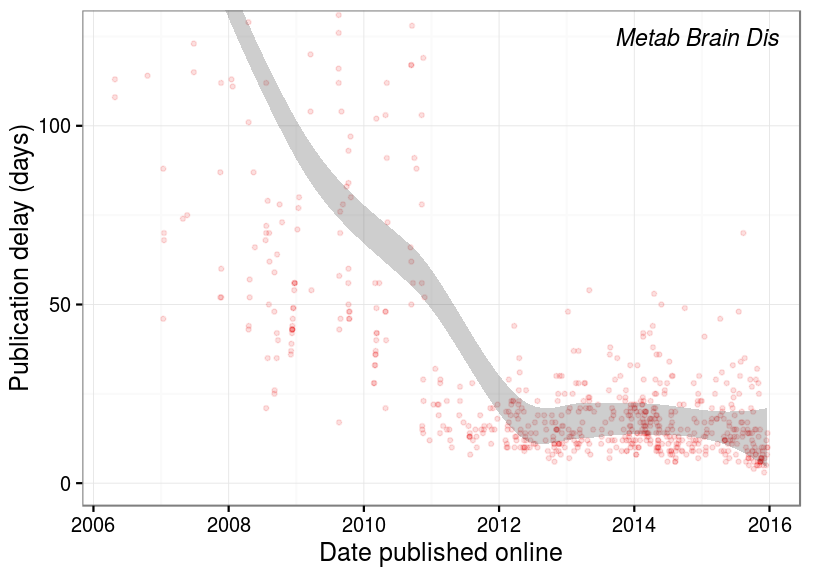 Metab Brain Dis
Publication delay (days)
100
50
0
2006 2008 2010 2012 2014 2016
Date published online